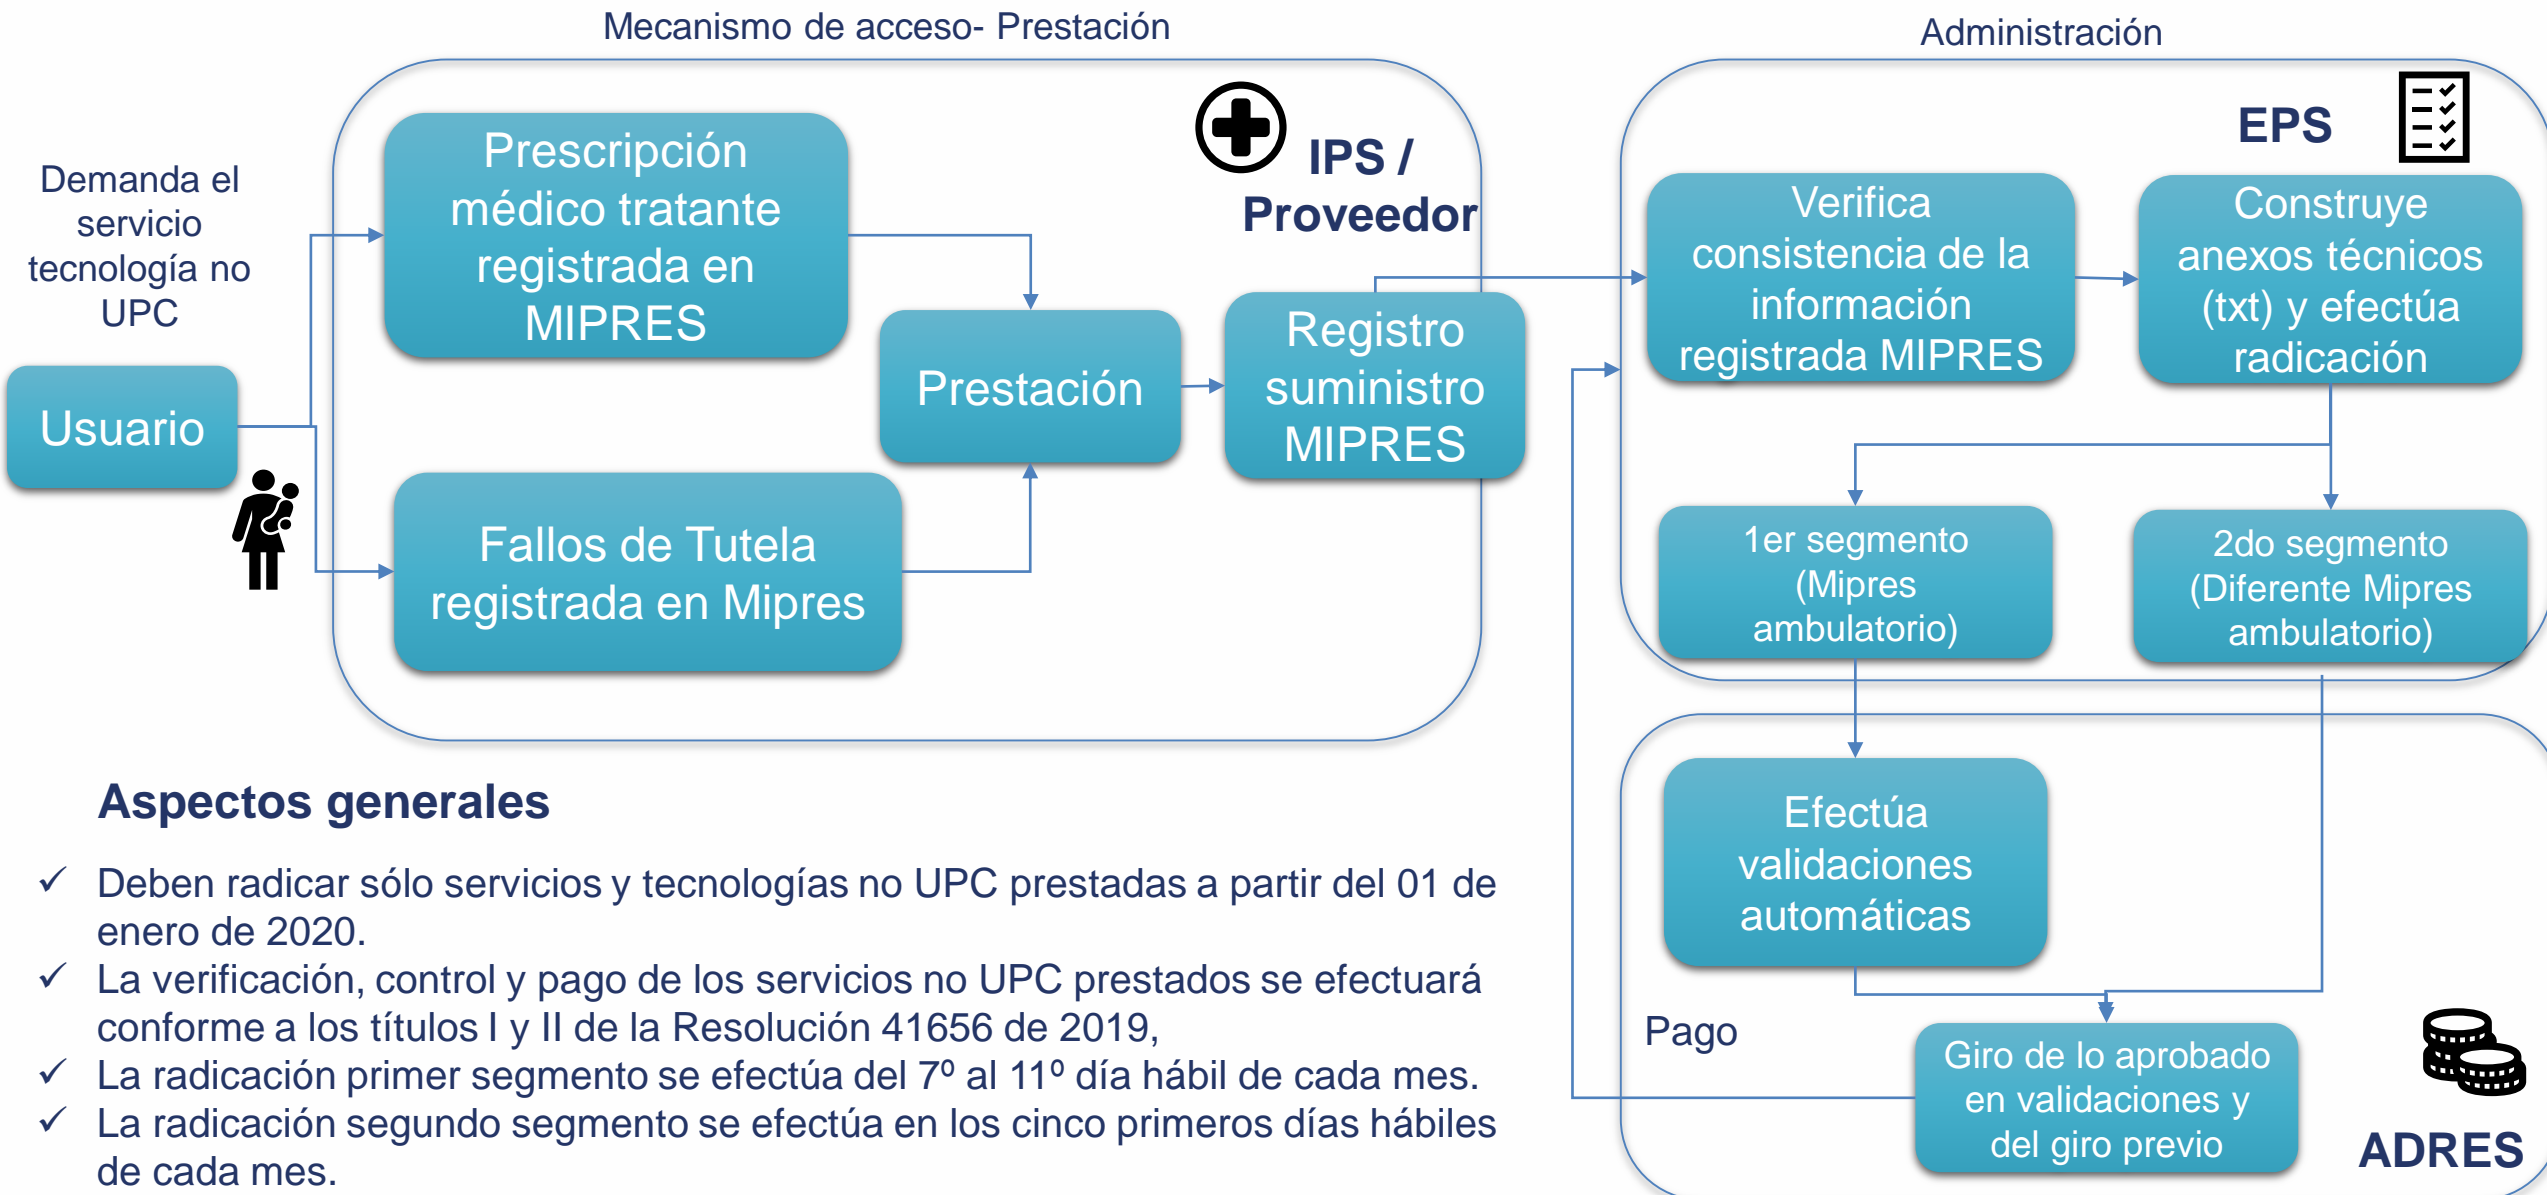 Mecanismo de acceso- Prestación
Administración
Demanda el
servicio
tecnología no
UPC
Usuario
Prescripción
médico tratante
registrada en
MIPRES
Fallos de Tutela
registrada en Mipres
Prestación
IPS /
Proveedor
Registro
suministro
MIPRES
EPS
Verifica
consistencia de la
información
registrada MIPRES
Construye
anexos técnicos
(txt) y efectúa
radicación
1er segmento
(Mipres
ambulatorio)
2do segmento
(Diferente Mipres
ambulatorio)
Efectúa
validaciones
automáticas
Pago
Giro de lo aprobado
en validaciones y
del giro previo
ADRES
Aspectos generales
✓ Deben radicar sólo servicios y tecnologías no UPC prestadas a partir del 01 de
enero de 2020.
✓ La verificación, control y pago de los servicios no UPC prestados se efectuará
conforme a los títulos I y II de la Resolución 41656 de 2019,
✓ La radicación primer segmento se efectúa del 7º al 11º día hábil de cada mes.
✓ La radicación segundo segmento se efectúa en los cinco primeros días hábiles
de cada mes.